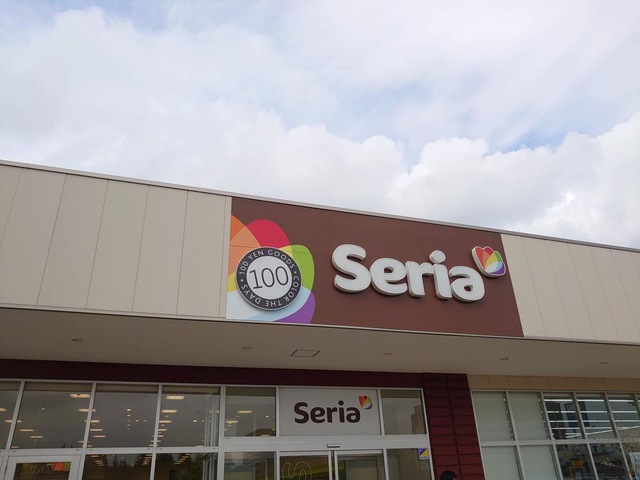 100 YEN GOODS • COLOR THE DAYS •
100
Seria
Seria